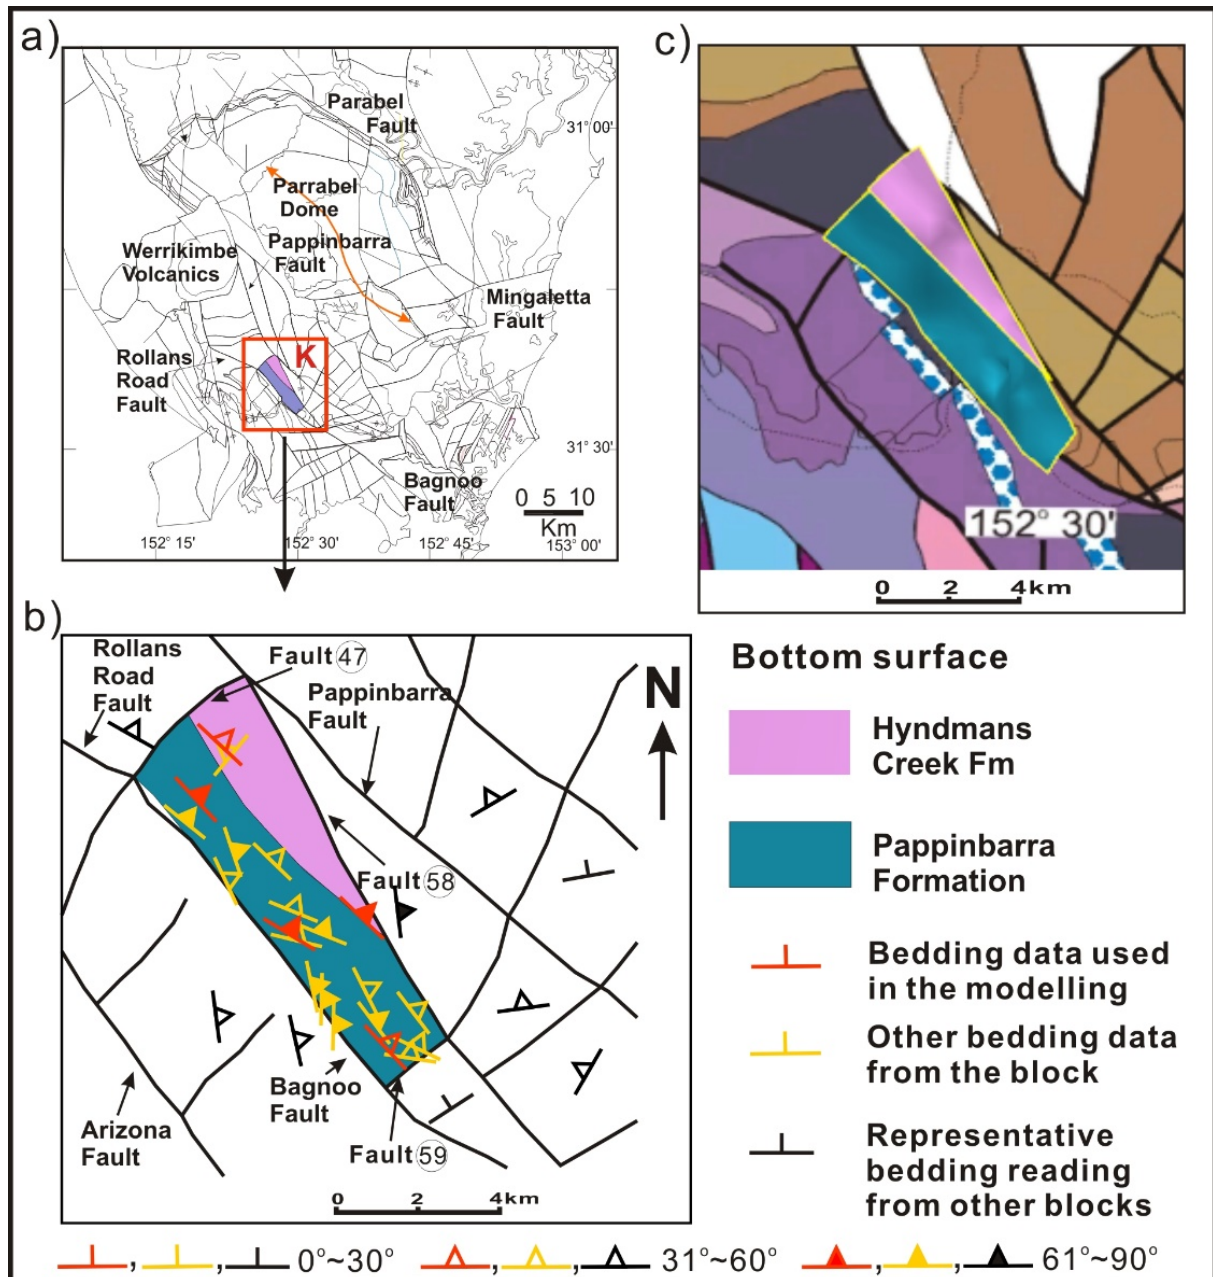 a)
Parabel
Fault
31° 00'
Parrabel
Dome
Pappinbarra
Fault
Werrikimbe
Volcanics
Mingaletta
Fault
Rollans
Road
Fault
K
31° 30'
Bagnoo
Fault
0 5 10
Km
152° 15' 152° 30' 152° 45' 153° 00'
c)
152° 30'
0 2 4km
b)
Rollans
Road
Fault
Fault 47
Pappinbarra
Fault
N
Fault 58
Bagnoo
Fault
Arizona
Fault
Fault 59
0 2 4km
Bottom surface
Hyndmans
Creek Fm
Pappinbarra
Formation
Bedding data used
in the modelling
Other bedding data
from the block
Representative
bedding reading
from other blocks
, , 0°~30° , , 31°~60° , , 61°~90°